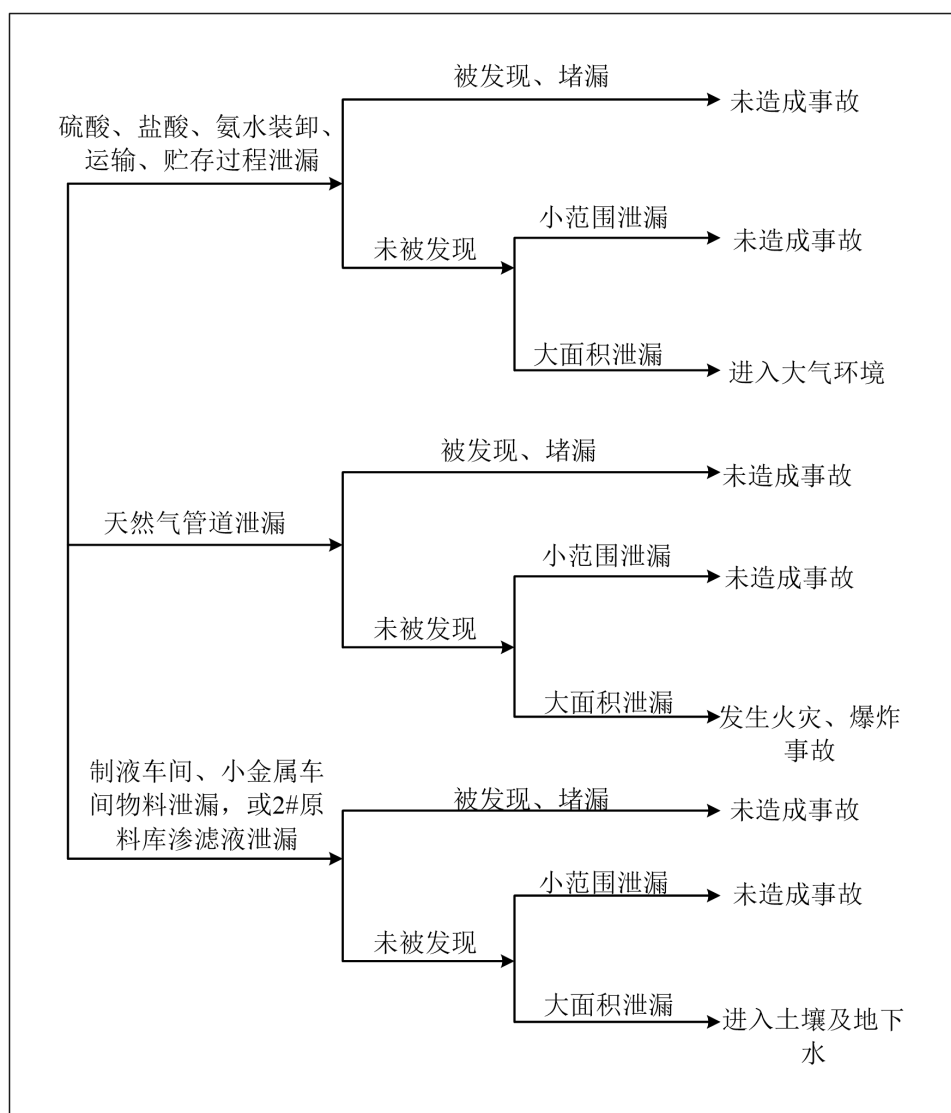 被发现、堵漏
未造成事故
硫酸、盐酸、氨水装卸、
运输、贮存过程泄漏
小范围泄漏
未造成事故
未被发现
大面积泄漏
进入大气环境
被发现、堵漏
未造成事故
天然气管道泄漏
小范围泄漏
未造成事故
未被发现
大面积泄漏
发生火灾、爆炸
事故
制液车间、小金属车
间物料泄漏，或2#原
料库渗滤液泄漏
被发现、堵漏
未造成事故
小范围泄漏
未造成事故
未被发现
大面积泄漏
进入土壤及地下
水